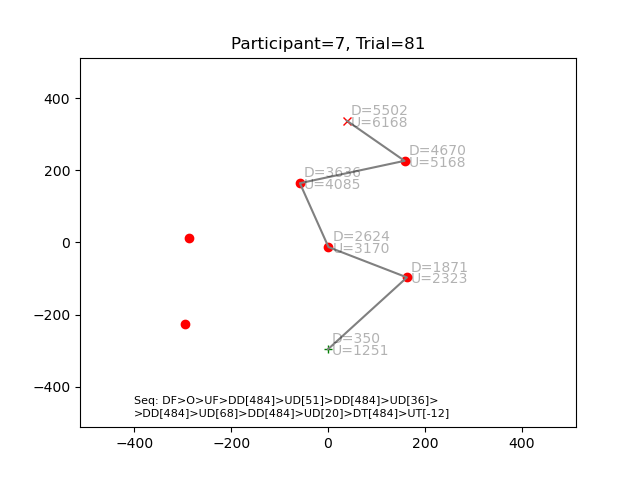 Participant=7, Trial=81
400
200
0
−200
−400
D=5502
U=6168
D=4670
U=5168
D=3636
U=4085
D=2624
U=3170
D=1871
U=2323
D=350
U=1251
Seq: DF>O>UF>DD[484]>UD[51]>DD[484]>UD[36]>
>DD[484]>UD[68]>DD[484]>UD[20]>DT[484]>UT[-12]
−400 −200 0 200 400